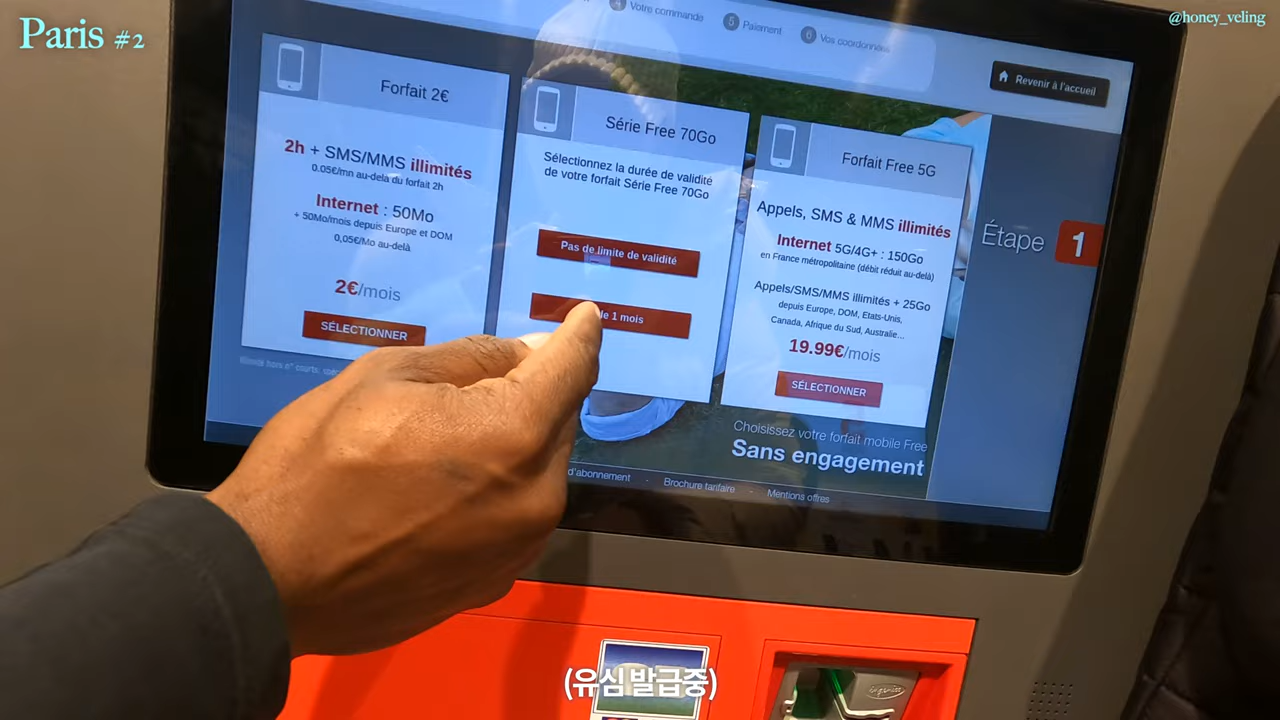 Paris #2
@honey_veling
4 Votre commande
5 Paiement
6 Vos coordonnées
Revenir à l'accueil
Forfait 2€
2h + SMS/MMS illimités
0.05€/mn au-delà du forfait 2h
Internet : 50Mo
+ 50Mo/mois depuis Europe et DOM
0,05€/Mo au-delà
2€/mois
SÉLECTIONNER
Série Free 70Go
Sélectionnez la durée de validité
de votre forfait Série Free 70Go
Pas de limite de validité
1 mois
Forfait Free 5G
Appels, SMS & MMS illimités
Internet 5G/4G+ : 150Go
en France métropolitaine (débit réduit au-delà)
Appels/SMS/MMS illimités + 25Go
depuis Europe, DOM, Etats-Unis,
Canada, Afrique du Sud, Australie...
19.99€/mois
SÉLECTIONNER
Étape 1
Choisissez votre forfait mobile Free
Sans engagement
d'abonnement - Brochure tarifaire - Mentions offres
(유심 발급중)